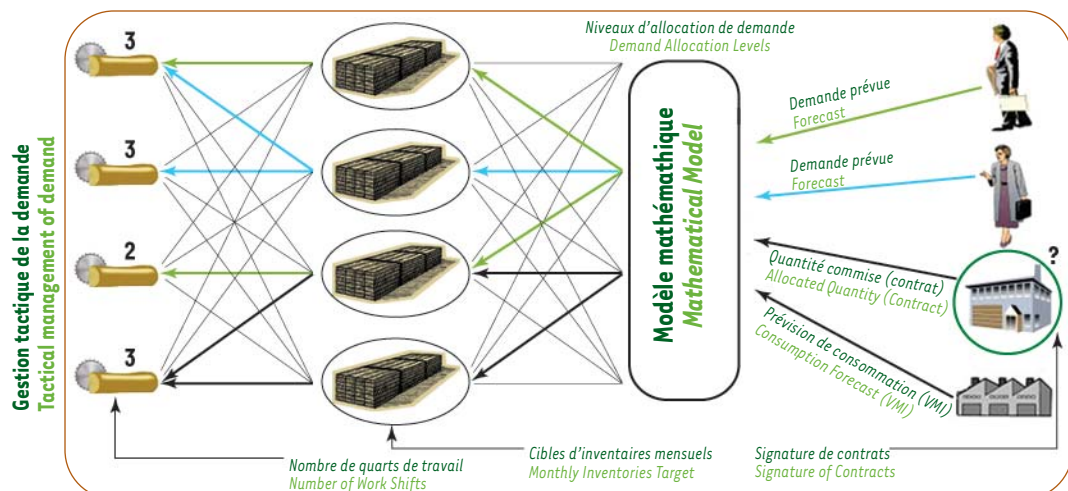 Gestion tactique de la demande
Tactical management of demand
3
3
2
3
Niveaux d'allocation de demande
Demand Allocation Levels
Modèle mathémathique
Mathematical Model
Demande prévue
Forecast
Demande prévue
Forecast
?
Quantité commise (contrat)
Allocated Quantity (Contract)
Prévision de consommation (VMI)
Consumption Forecast (VMI)
Nombre de quarts de travail
Number of Work Shifts
Cibles d'inventaires mensuels
Monthly Inventories Target
Signature de contrats
Signature of Contracts